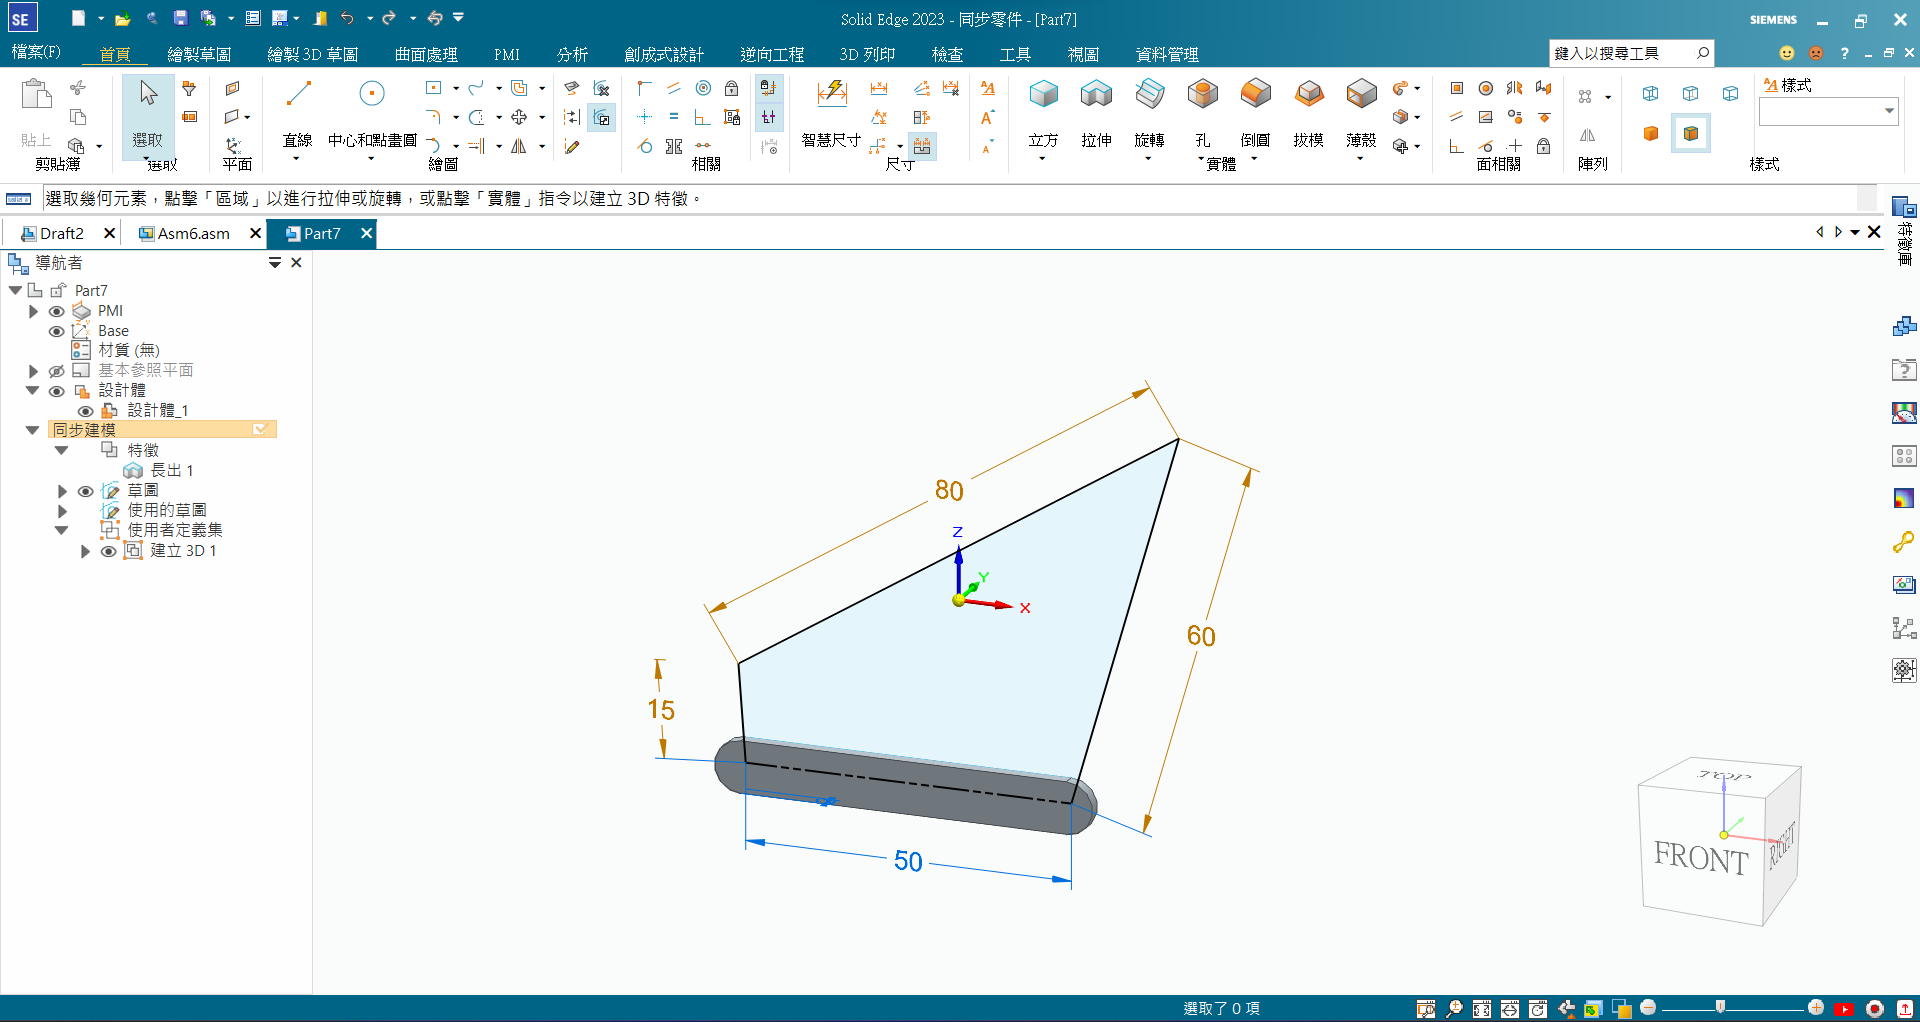 SE
Solid Edge 2023 - 同步零件 - [Part7]
SIEMENS
檔案(F)
首頁
繪製草圖
繪製 3D 草圖
曲面處理
PMI
分析
創成式設計
逆向工程
3D 列印
檢查
工具
視圖
資料管理
鍵入以搜尋工具
貼上
剪貼簿
選取
選取
平面
直線
中心和點畫圓
繪圖
相關
智慧尺寸
尺寸
立方
拉伸
旋轉
孔
倒圓
拔模
薄殼
實體
面相關
陣列
樣式
樣式
選取幾何元素，點擊「區域」以進行拉伸或旋轉，或點擊「實體」指令以建立 3D 特徵。
Draft2
Asm6.asm
Part7
特徵庫
導航者
Part7
PMI
Base
材質 (無)
基本參照平面
設計體
設計體_1
同步建模
特徵
長出 1
草圖
使用的草圖
使用者定義集
建立 3D 1
80
60
15
50
Z
Y
X
TOP
FRONT
RIGHT
選取了 0 項